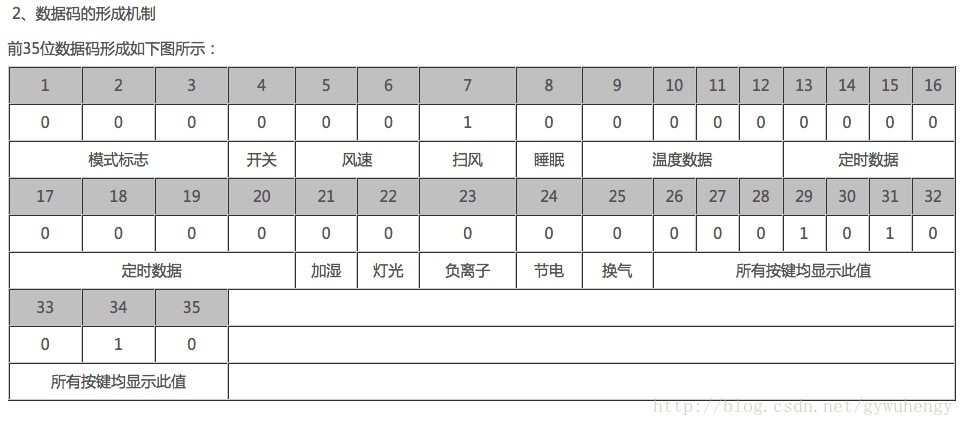 2、数据码的形成机制
前35位数据码形成如下图所示：
1 2 3 4 5 6 7 8 9 10 11 12 13 14 15 16
0 0 0 0 0 0 1 0 0 0 0 0 0 0 0 0
模式标志 开关 风速 扫风 睡眠 温度数据 定时数据
17 18 19 20 21 22 23 24 25 26 27 28 29 30 31 32
0 0 0 0 0 0 0 0 0 0 0 0 1 0 1 0
定时数据 加湿 灯光 负离子 节电 换气 所有按键均显示此值
33 34 35
0 1 0
所有按键均显示此值
http://blog.csdn.net/gywuhengy